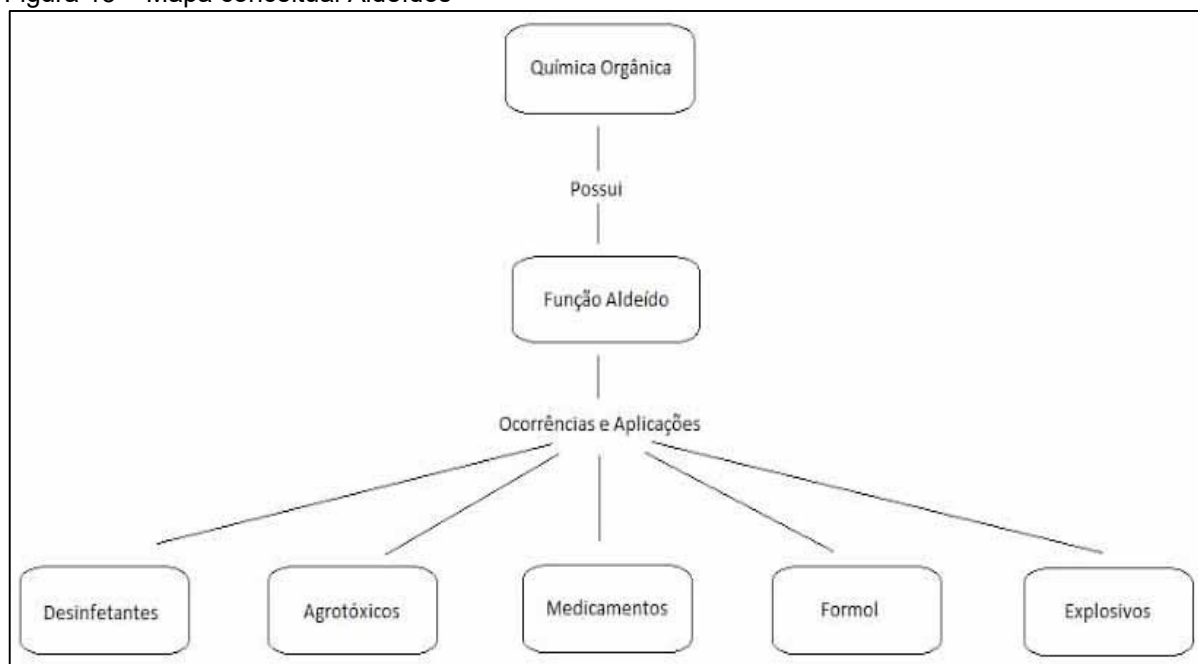 Química Orgânica
Possui
Função Aldeído
Ocorrências e Aplicações
Desinfetantes
Agrotóxicos
Medicamentos
Formol
Explosivos